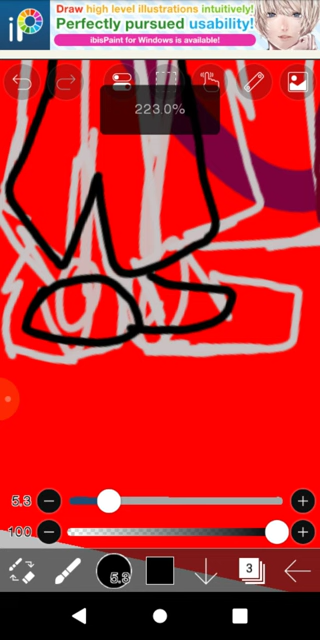 Draw high level illustrations intuitively!
Perfectly pursued usability!
ibisPaint for Windows is available!
iP
223.0%
5.3
100
5.3
3